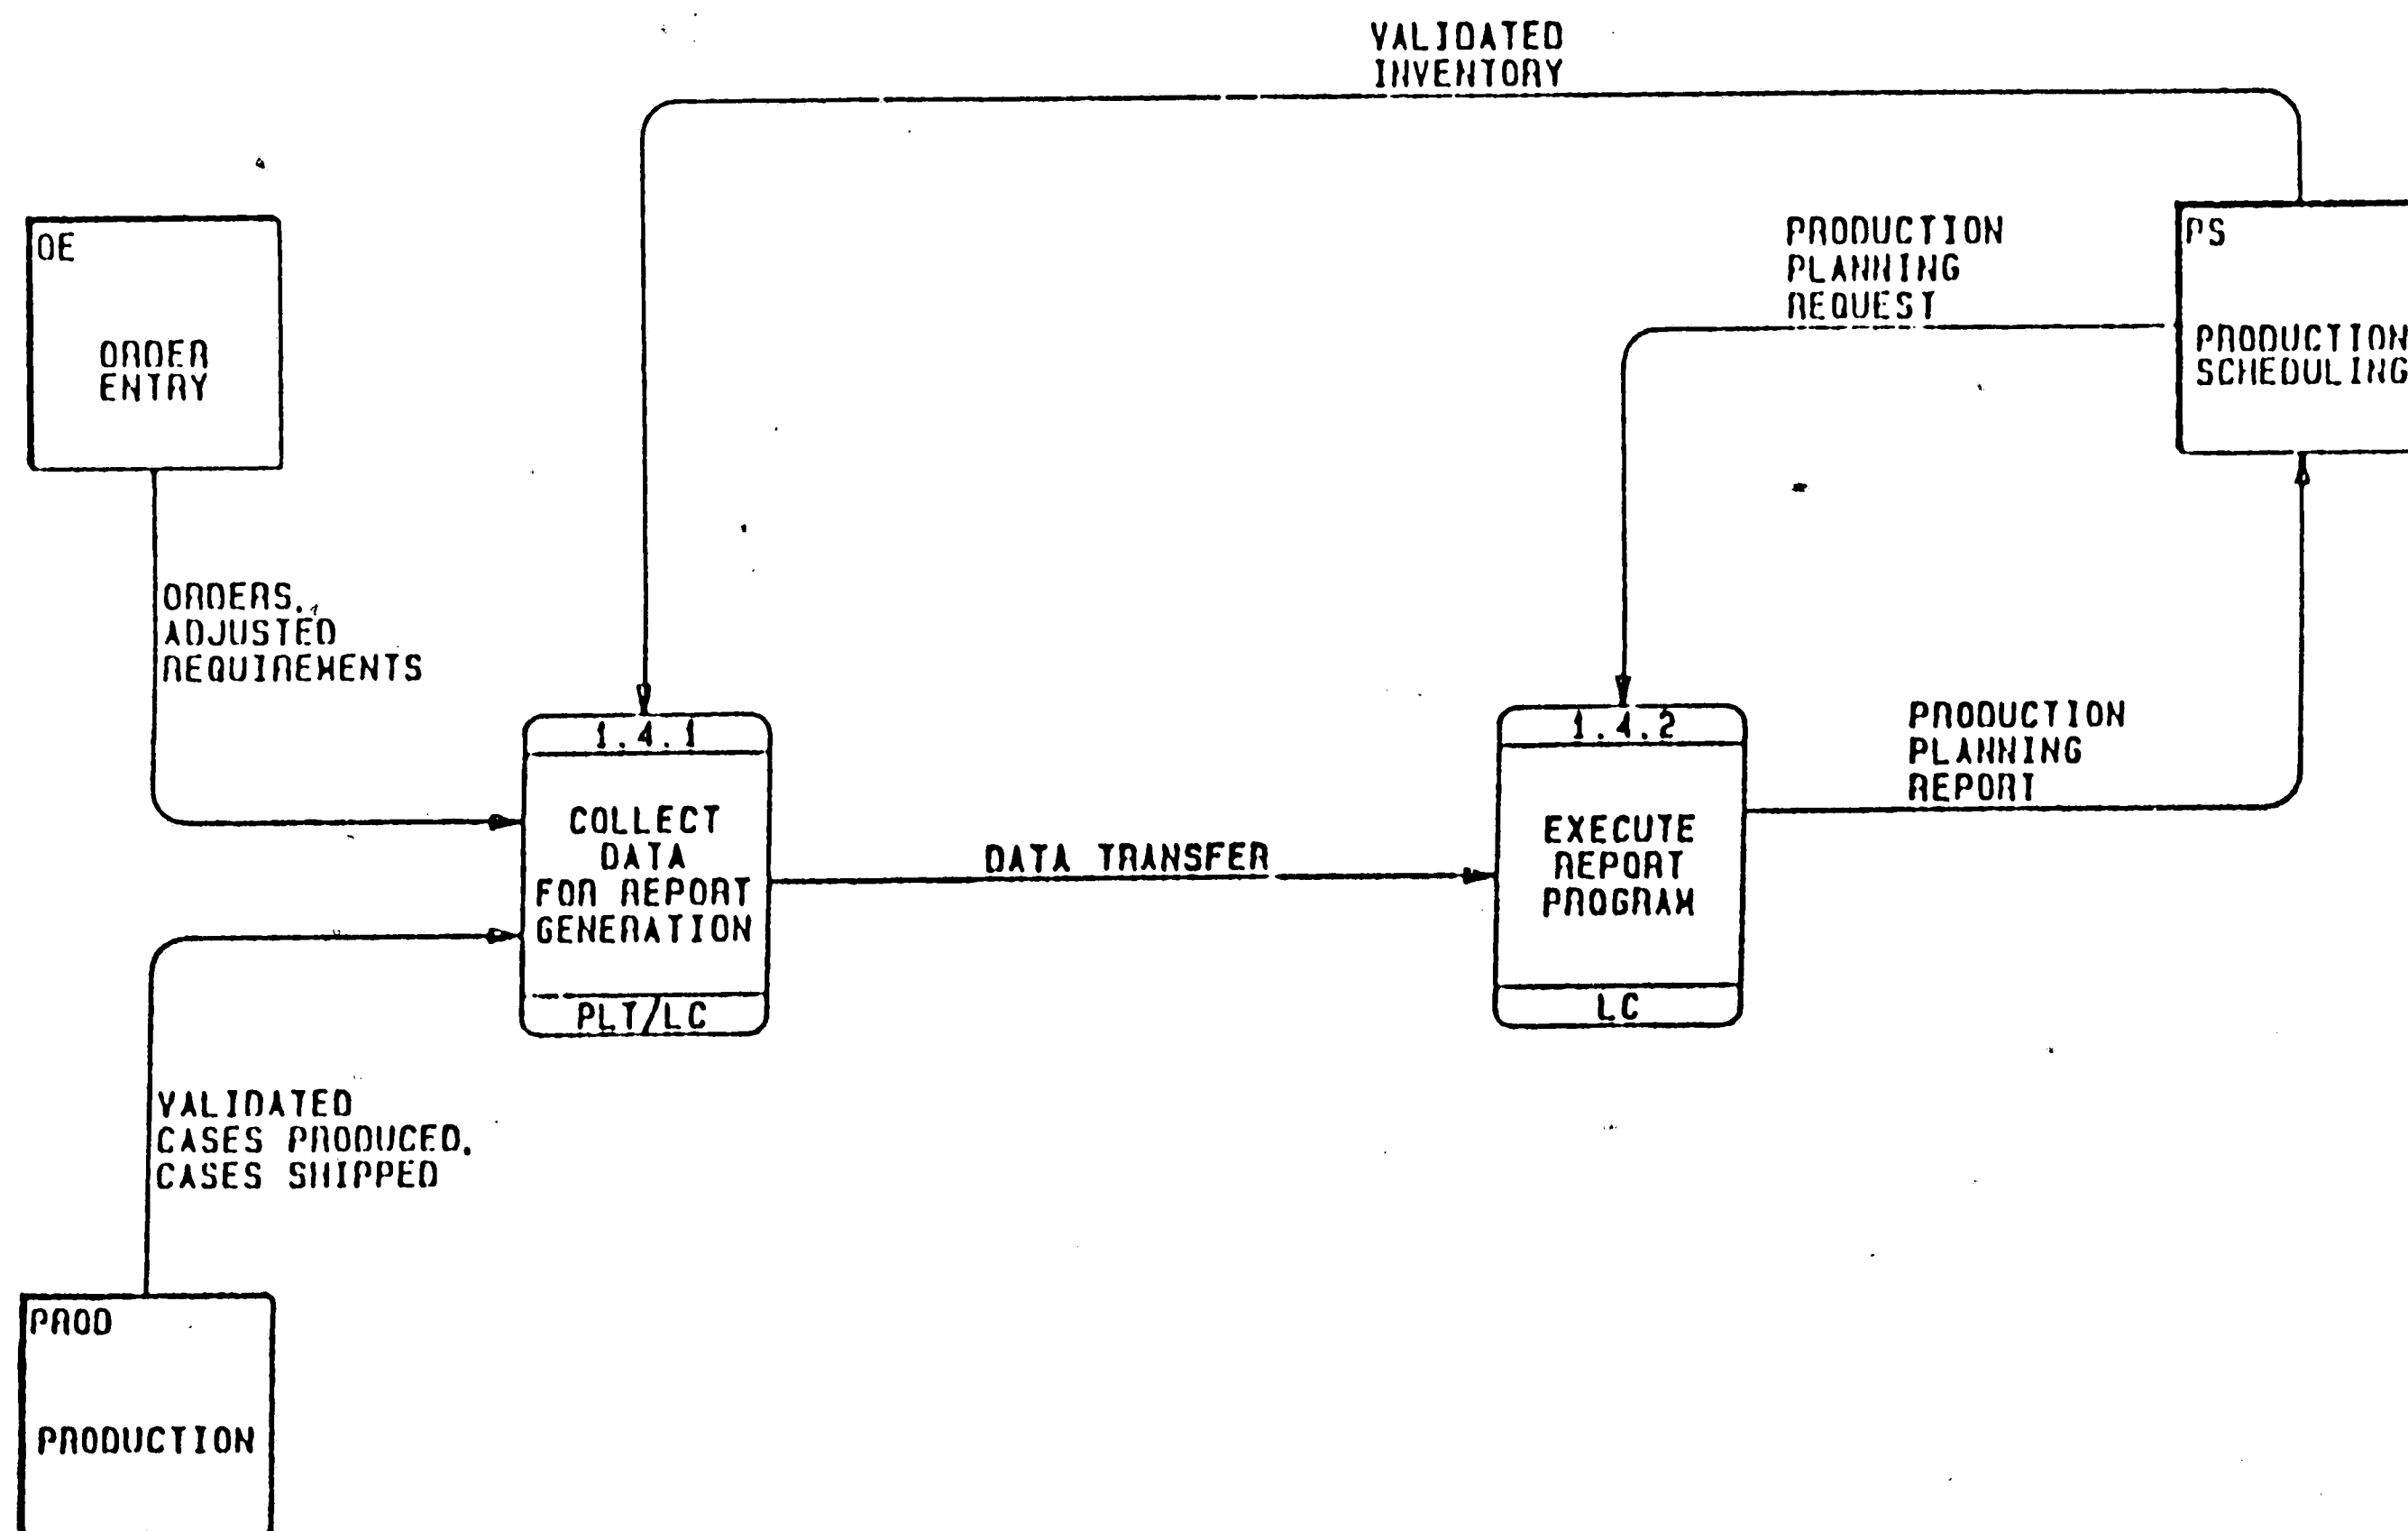 VALIDATED
INVENTORY
OE
ORDER
ENTRY
PRODUCTION
PLANNING
REQUEST
PS
PRODUCTION
SCHEDULING
ORDERS,
ADJUSTED
REQUIREMENTS
1.4.1
COLLECT
DATA
FOR REPORT
GENERATION
PLT/LC
DATA TRANSFER
1.4.2
EXECUTE
REPORT
PROGRAM
LC
PRODUCTION
PLANNING
REPORT
VALIDATED
CASES PRODUCED,
CASES SHIPPED
PROD
PRODUCTION